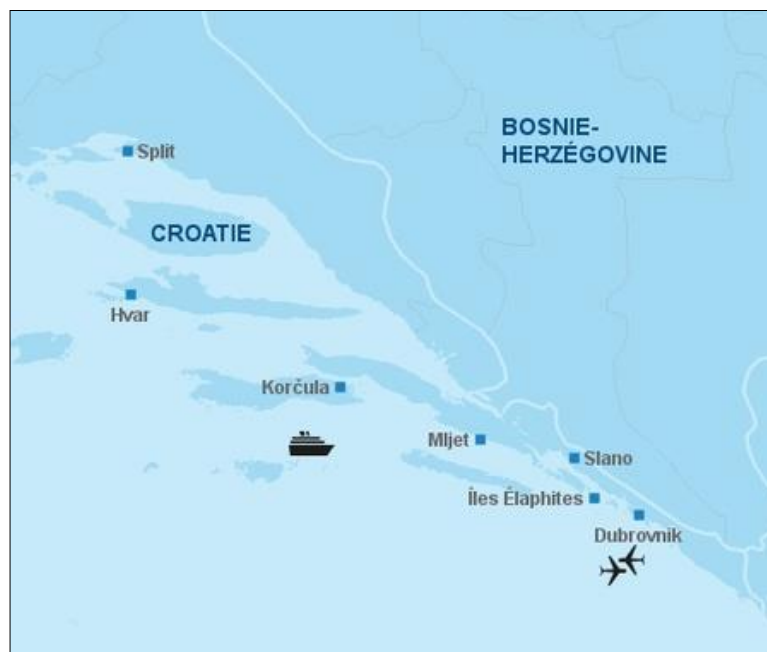 BOSNIE-
HERZÉGOVINE
Split
CROATIE
Hvar
Korčula
Mljet
Slano
Îles Élaphites
Dubrovnik